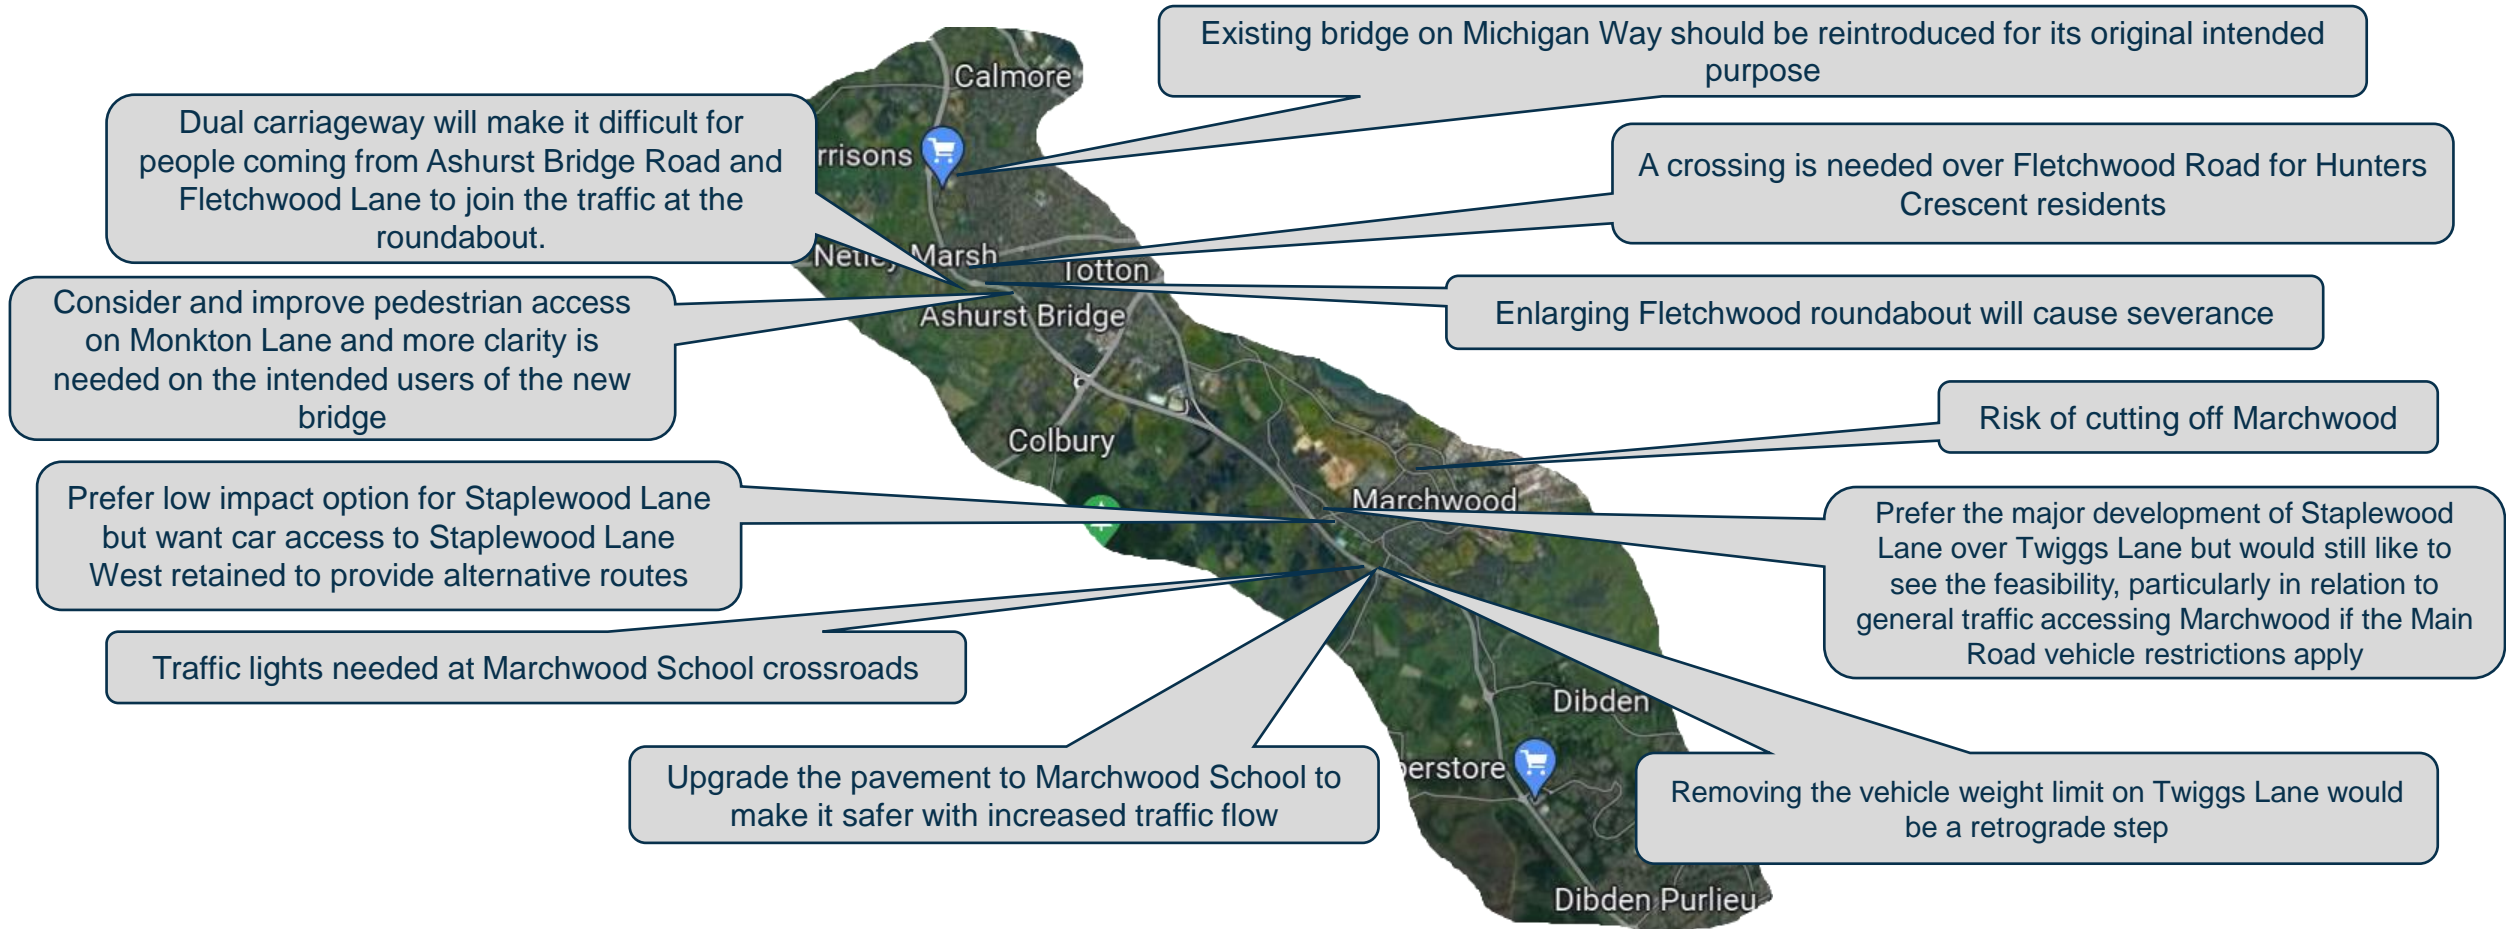 Existing bridge on Michigan Way should be reintroduced for its original intended
purpose
Calmore
Dual carriageway will make it difficult for
people coming from Ashurst Bridge Road and
Fletchwood Lane to join the traffic at the
roundabout.
rrisons
A crossing is needed over Fletchwood Road for Hunters
Crescent residents
Netley Marsh
Totton
Ashurst Bridge
Consider and improve pedestrian access
on Monkton Lane and more clarity is
needed on the intended users of the new
bridge
Enlarging Fletchwood roundabout will cause severance
Risk of cutting off Marchwood
Colbury
Prefer low impact option for Staplewood Lane
but want car access to Staplewood Lane
West retained to provide alternative routes
Marchwood
Prefer the major development of Staplewood
Lane over Twiggs Lane but would still like to
see the feasibility, particularly in relation to
general traffic accessing Marchwood if the Main
Road vehicle restrictions apply
Traffic lights needed at Marchwood School crossroads
Dibden
Upgrade the pavement to Marchwood School to
make it safer with increased traffic flow
perstore
Removing the vehicle weight limit on Twiggs Lane would
be a retrograde step
Dibden Purlieu